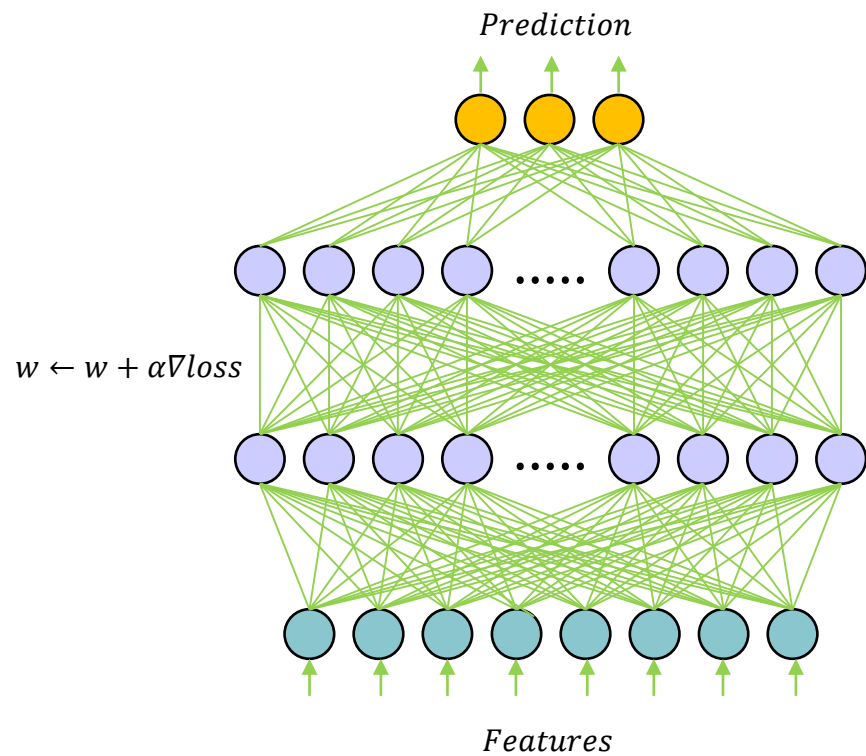 Prediction
.....
w ← w + α∇loss
.....
Features